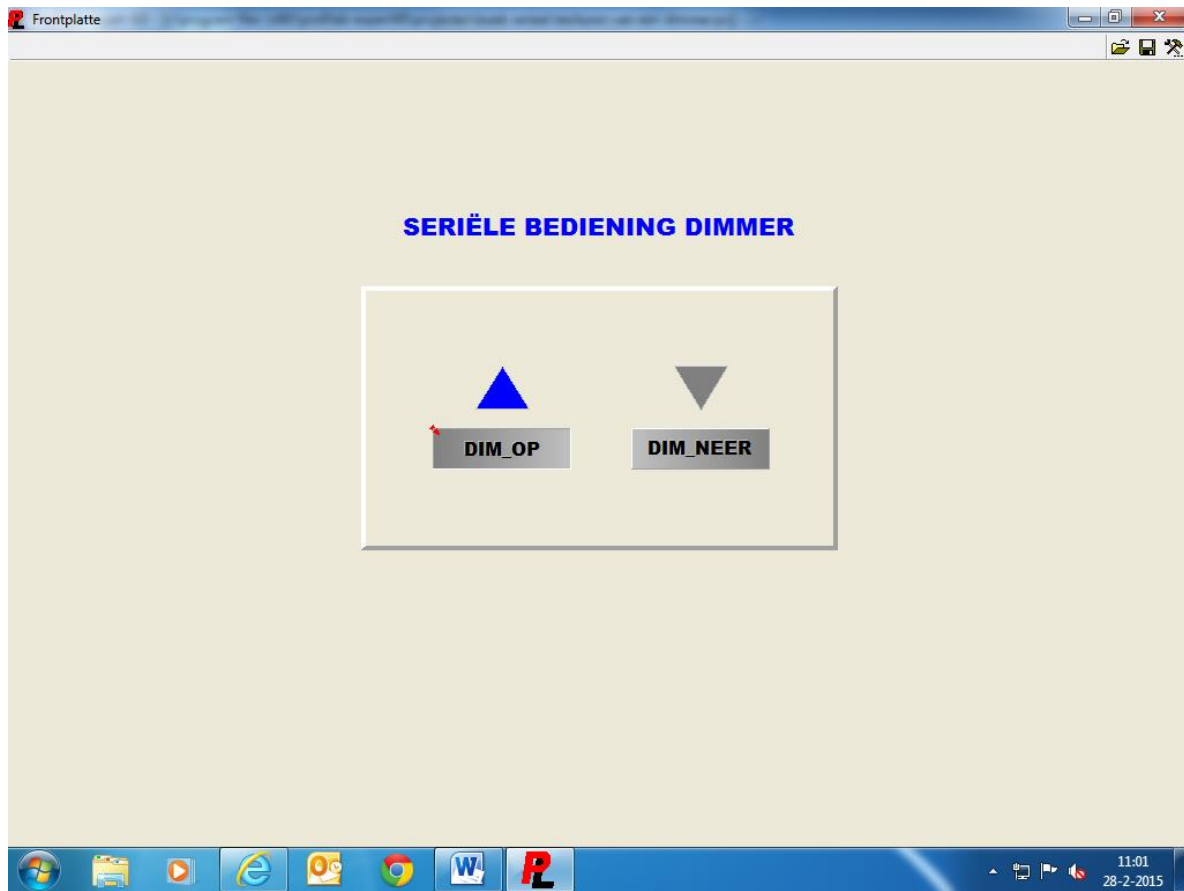 Frontplatte
SERIËLE BEDIENING DIMMER
DIM_OP
DIM_NEER
11:01
28-2-2015